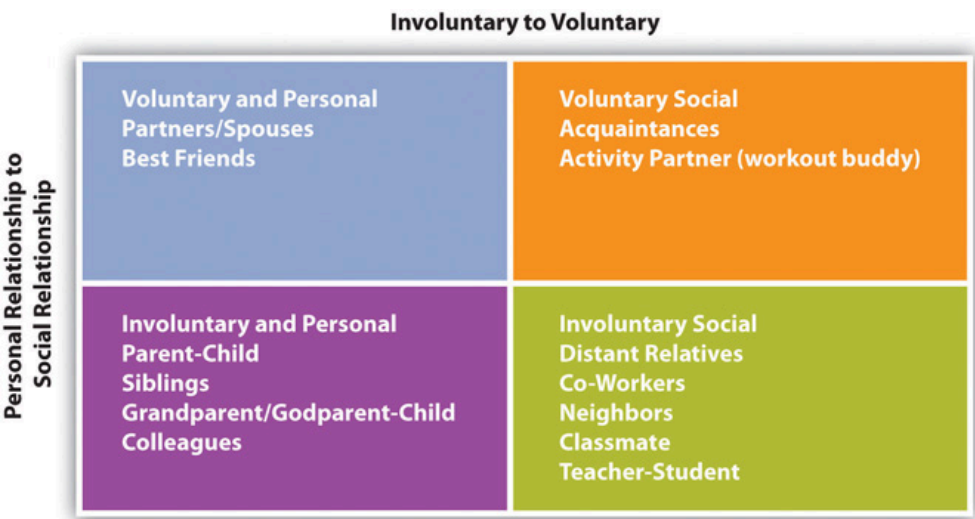 Involuntary to Voluntary
Personal Relationship to
Social Relationship
Voluntary and Personal
Partners/Spouses
Best Friends
Voluntary Social
Acquaintances
Activity Partner (workout buddy)
Involuntary and Personal
Parent-Child
Siblings
Grandparent/Godparent-Child
Colleagues
Involuntary Social
Distant Relatives
Co-Workers
Neighbors
Classmate
Teacher-Student